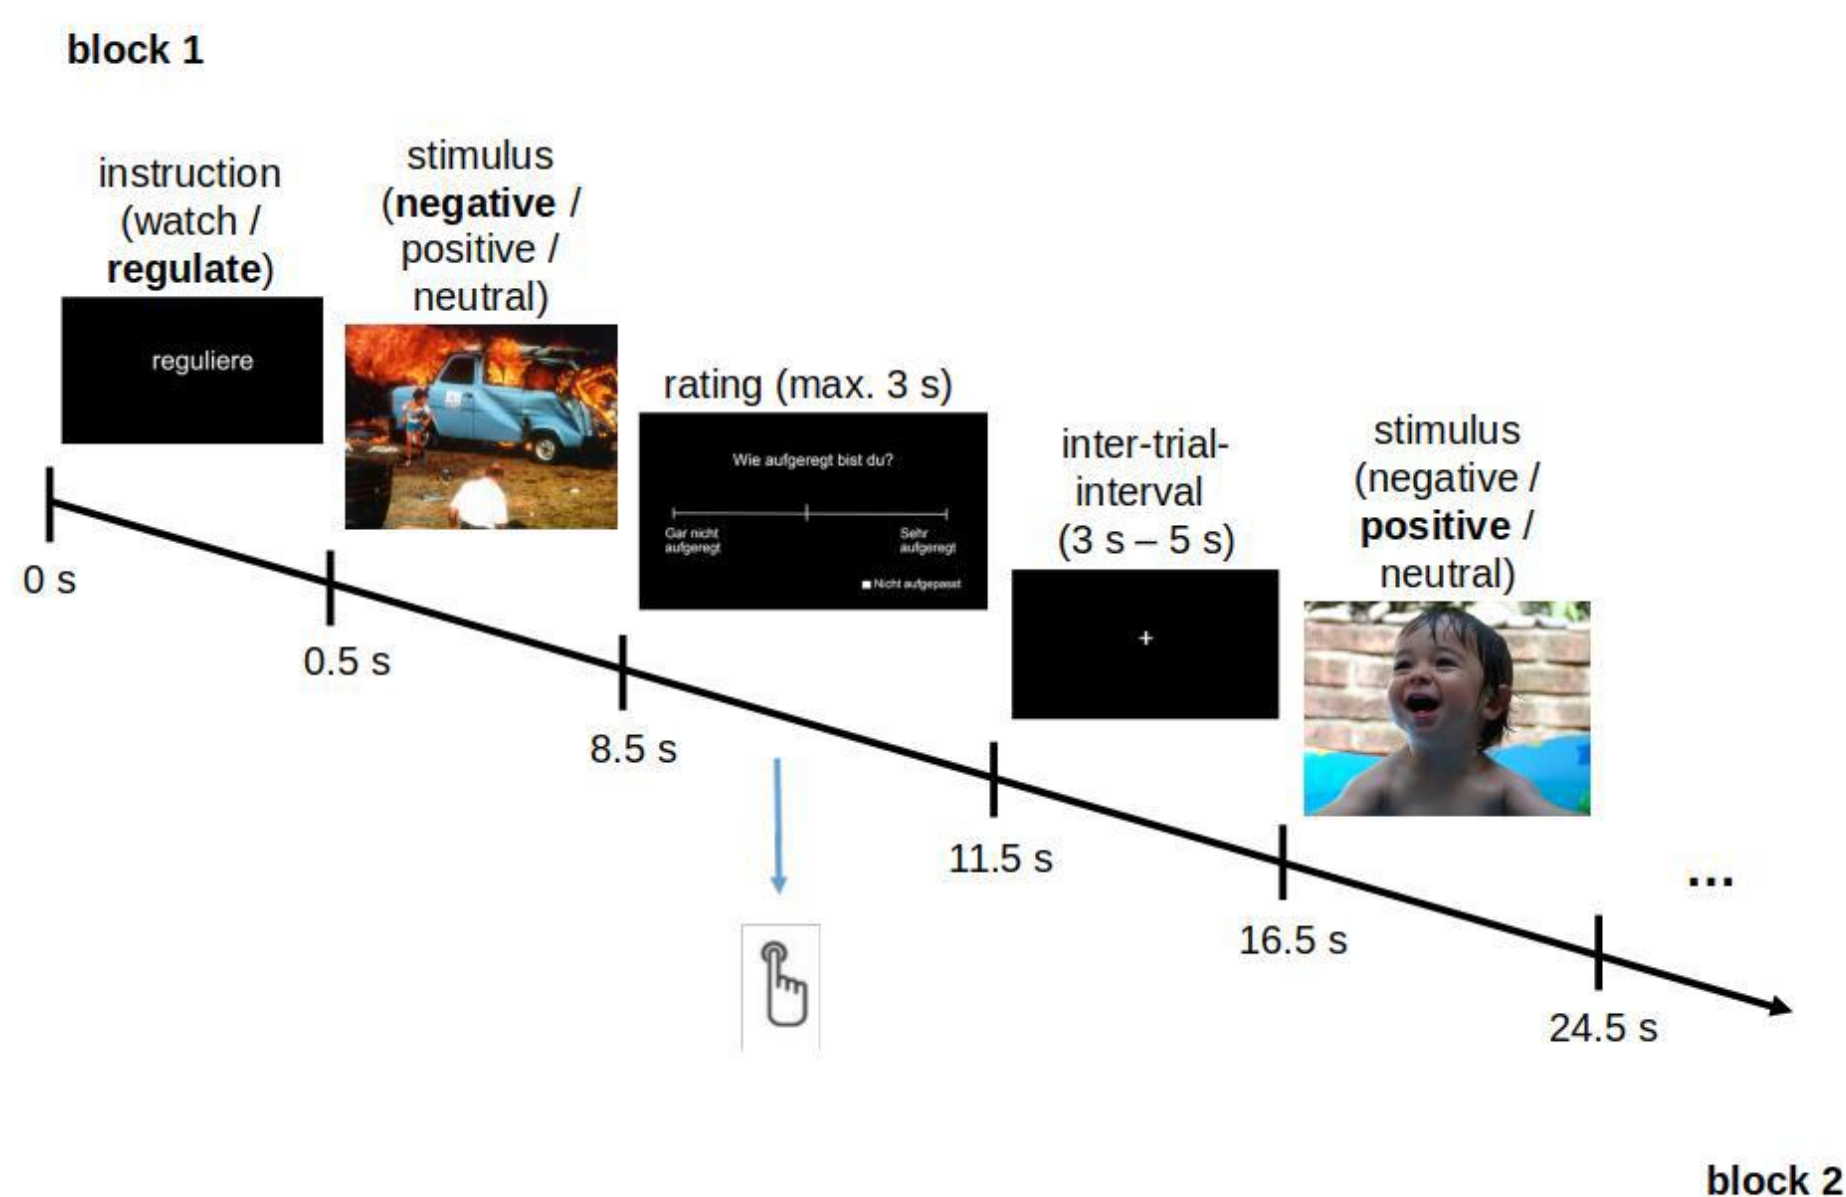 block 1
instruction
(watch /
regulate)
reguliere
stimulus
(negative /
positive /
neutral)
rating (max. 3 s)
Wie aufgeregt bist du?
Gar nicht
aufgeregt
Sehr
aufgeregt
Nicht aufgepasst
inter-trial-
interval
(3 s – 5 s)
+
stimulus
(negative /
positive /
neutral)
0 s
0.5 s
8.5 s
11.5 s
16.5 s
24.5 s
...
block 2